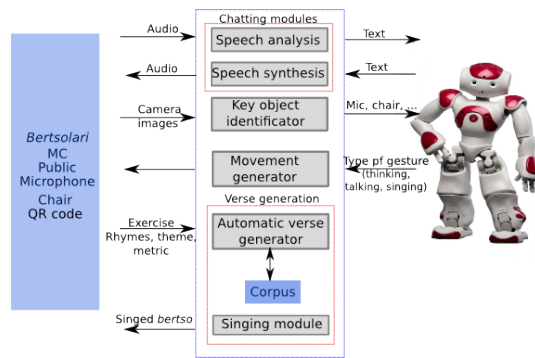 Chatting modules
Audio
Speech analysis
Text
Audio
Speech synthesis
Text
Camera
images
Key object
identificator
Mic, chair, ...
Bertsolari
MC
Public
Microphone
Chair
QR code
Movement
generator
Type pf gesture
(thinking,
talking, singing)
Verse generation
Exercise
Rhymes, theme,
metric
Automatic verse
generator
Corpus
Singed bertso
Singing module